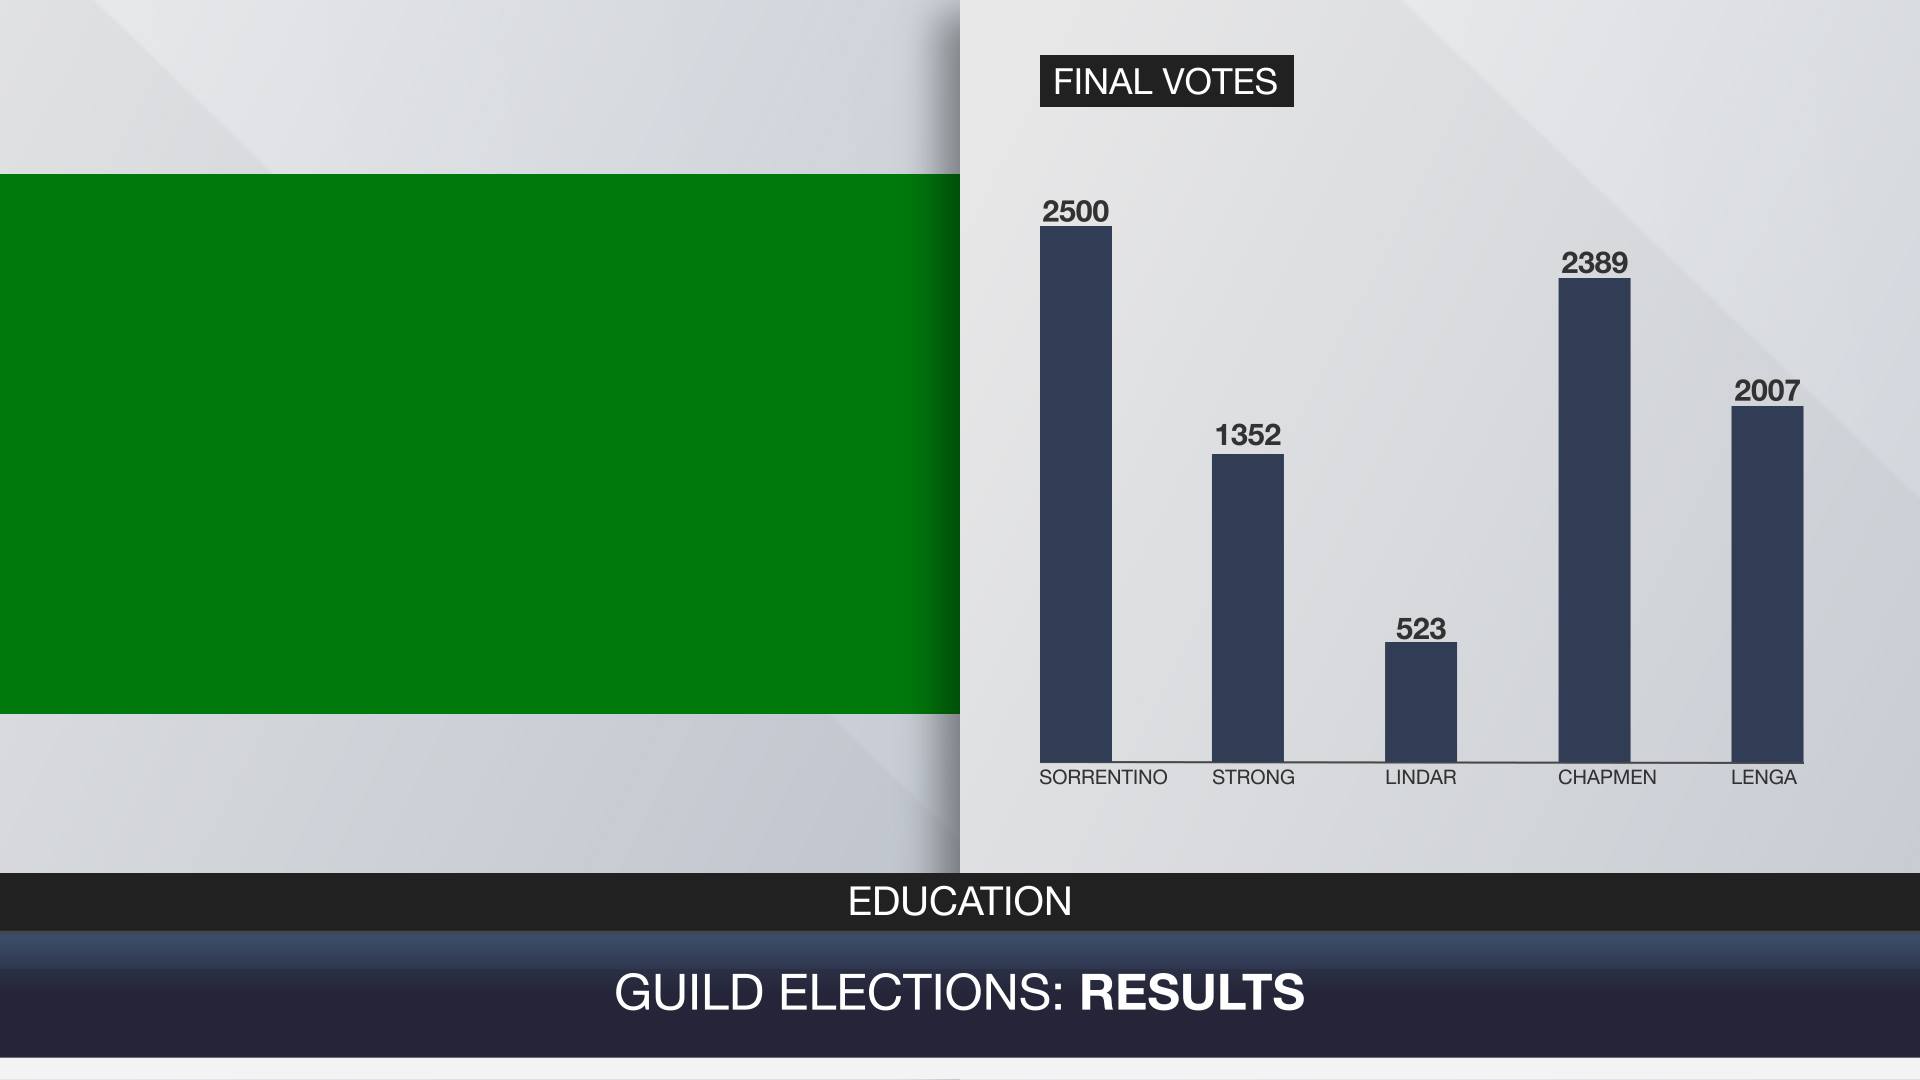 FINAL VOTES
2500
1352
523
2389
2007
SORRENTINO STRONG LINDAR CHAPMEN LENGA
EDUCATION
GUILD ELECTIONS: RESULTS